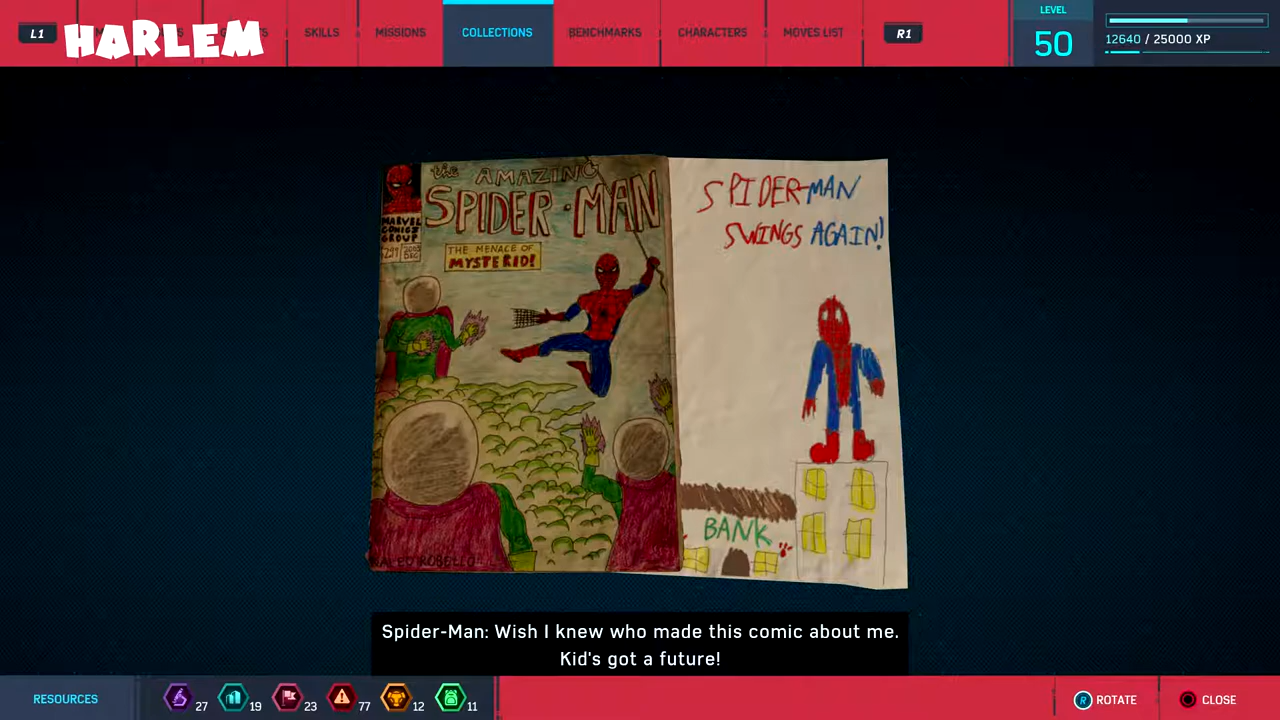 L1
HARLEM
SKILLS
MISSIONS
COLLECTIONS
BENCHMARKS
CHARACTERS
MOVES LIST
R1
LEVEL
50
12640 / 25000 XP
the AMAZING
SPIDER-MAN
MARVEL
COMICS
GROUP
THE MENACE OF
MYSTERIO!
SPIDER-MAN
SWINGS AGAIN!
BANK
Spider-Man: Wish I knew who made this comic about me.
Kid's got a future!
RESOURCES
27
19
23
77
12
11
R ROTATE
CLOSE